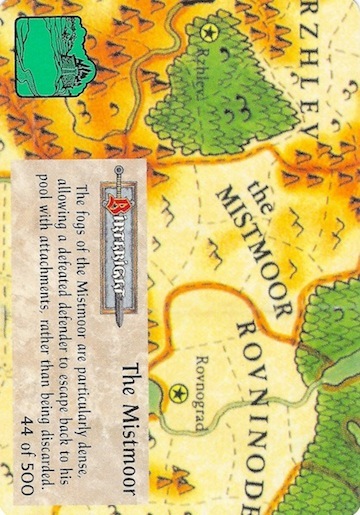 RZHLEV
Rzhlev
the
MISTMOOR
ROVNINODE
Rovnograd
BIRTHRIGHT
The Mistmoor
The fogs of the Mistmoor are particularly dense,
allowing a defeated defender to escape back to his
pool with attachments, rather than being discarded.
44 of 500